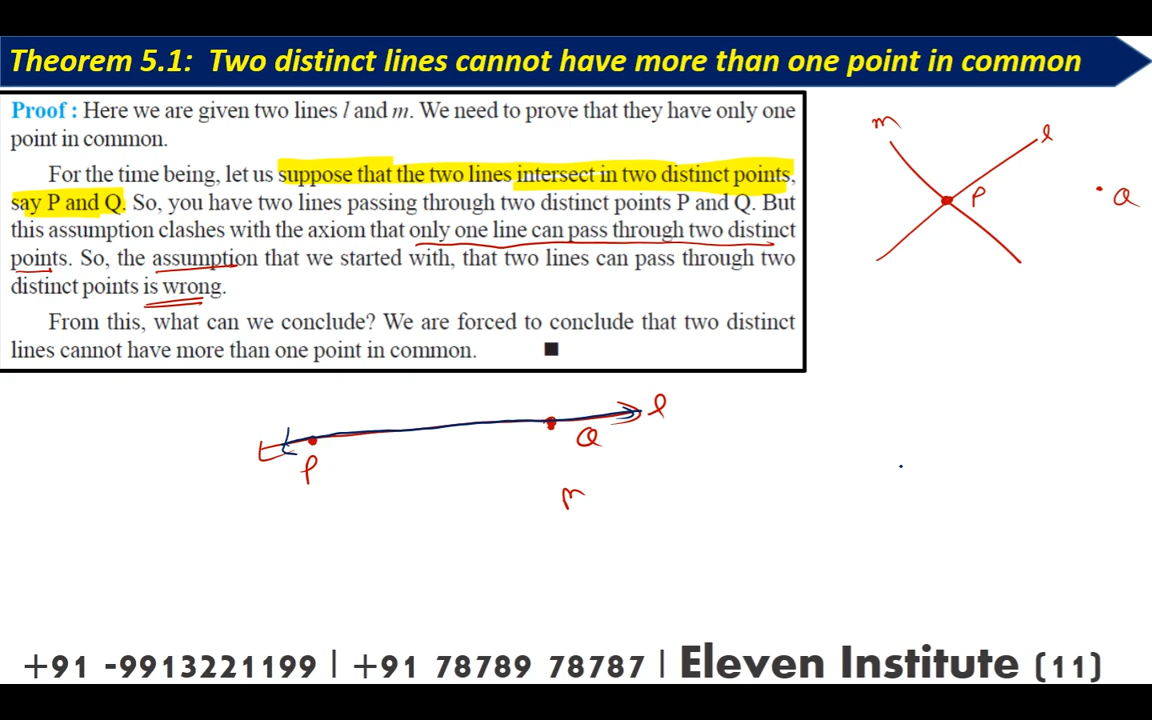 Theorem 5.1: Two distinct lines cannot have more than one point in common
Proof : Here we are given two lines l and m. We need to prove that they have only one
point in common.
For the time being, let us suppose that the two lines intersect in two distinct points,
say P and Q. So, you have two lines passing through two distinct points P and Q. But
this assumption clashes with the axiom that only one line can pass through two distinct
points. So, the assumption that we started with, that two lines can pass through two
distinct points is wrong.
From this, what can we conclude? We are forced to conclude that two distinct
lines cannot have more than one point in common. ■
m
l
P
Q
l
Q
P
m
+91 -9913221199 | +91 78789 78787 | Eleven Institute (11)